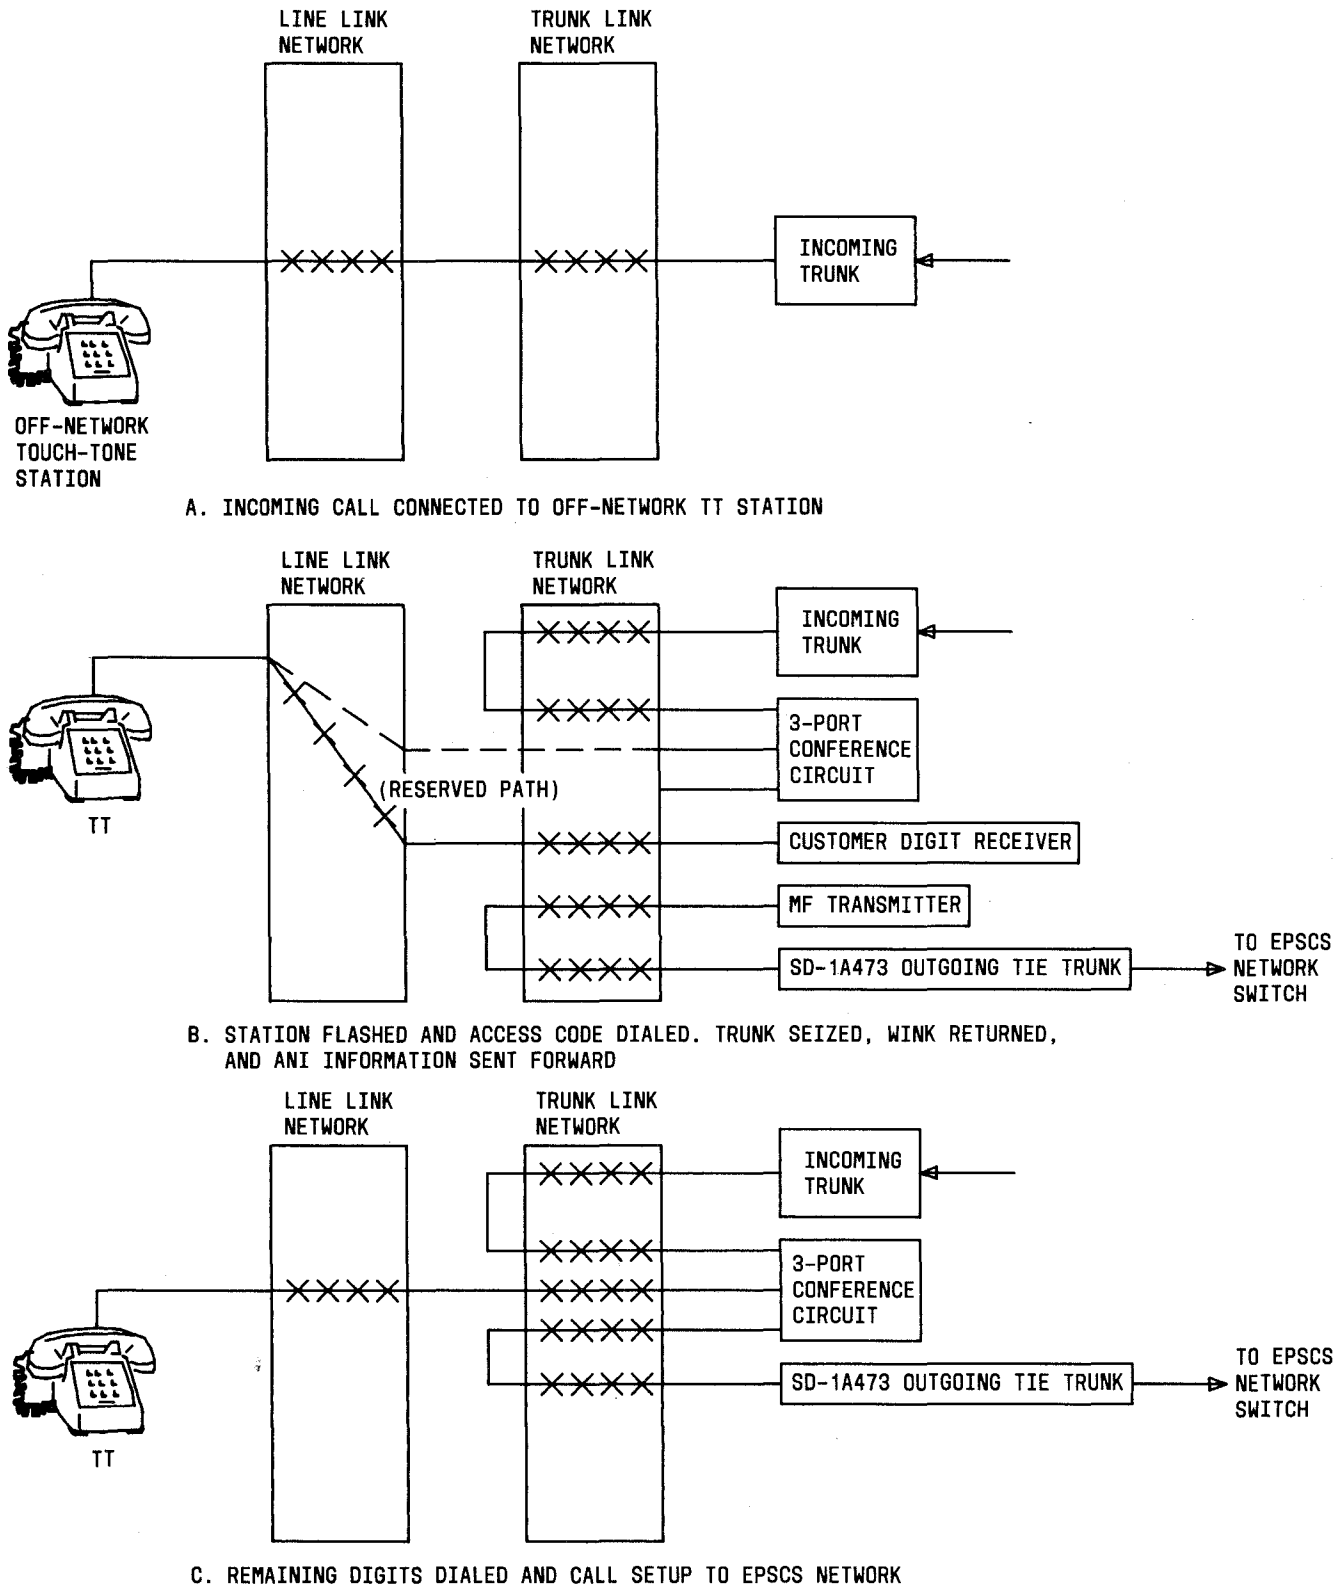 LINE LINK
NETWORK
TRUNK LINK
NETWORK
INCOMING
TRUNK
OFF-NETWORK
TOUCH-TONE
STATION
A. INCOMING CALL CONNECTED TO OFF-NETWORK TT STATION
LINE LINK
NETWORK
TRUNK LINK
NETWORK
INCOMING
TRUNK
3-PORT
CONFERENCE
CIRCUIT
(RESERVED PATH)
TT
CUSTOMER DIGIT RECEIVER
MF TRANSMITTER
SD-1A473 OUTGOING TIE TRUNK
TO EPSCS
NETWORK
SWITCH
B. STATION FLASHED AND ACCESS CODE DIALED. TRUNK SEIZED, WINK RETURNED,
AND ANI INFORMATION SENT FORWARD
LINE LINK
NETWORK
TRUNK LINK
NETWORK
INCOMING
TRUNK
3-PORT
CONFERENCE
CIRCUIT
SD-1A473 OUTGOING TIE TRUNK
TO EPSCS
NETWORK
SWITCH
TT
C. REMAINING DIGITS DIALED AND CALL SETUP TO EPSCS NETWORK